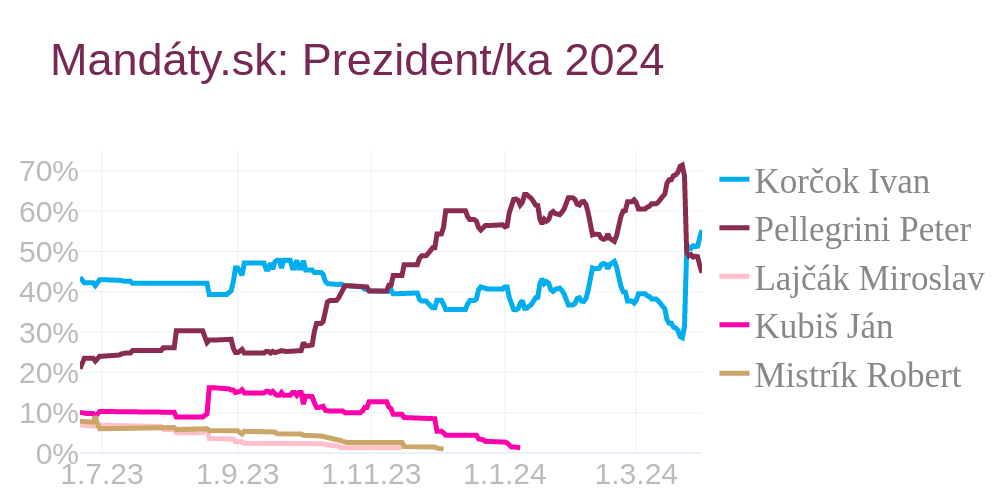 Mandáty.sk: Prezident/ka 2024
70%
60%
50%
40%
30%
20%
10%
0%
1.7.23 1.9.23 1.11.23 1.1.24 1.3.24
Korčok Ivan
Pellegrini Peter
Lajčák Miroslav
Kubiš Ján
Mistrík Robert